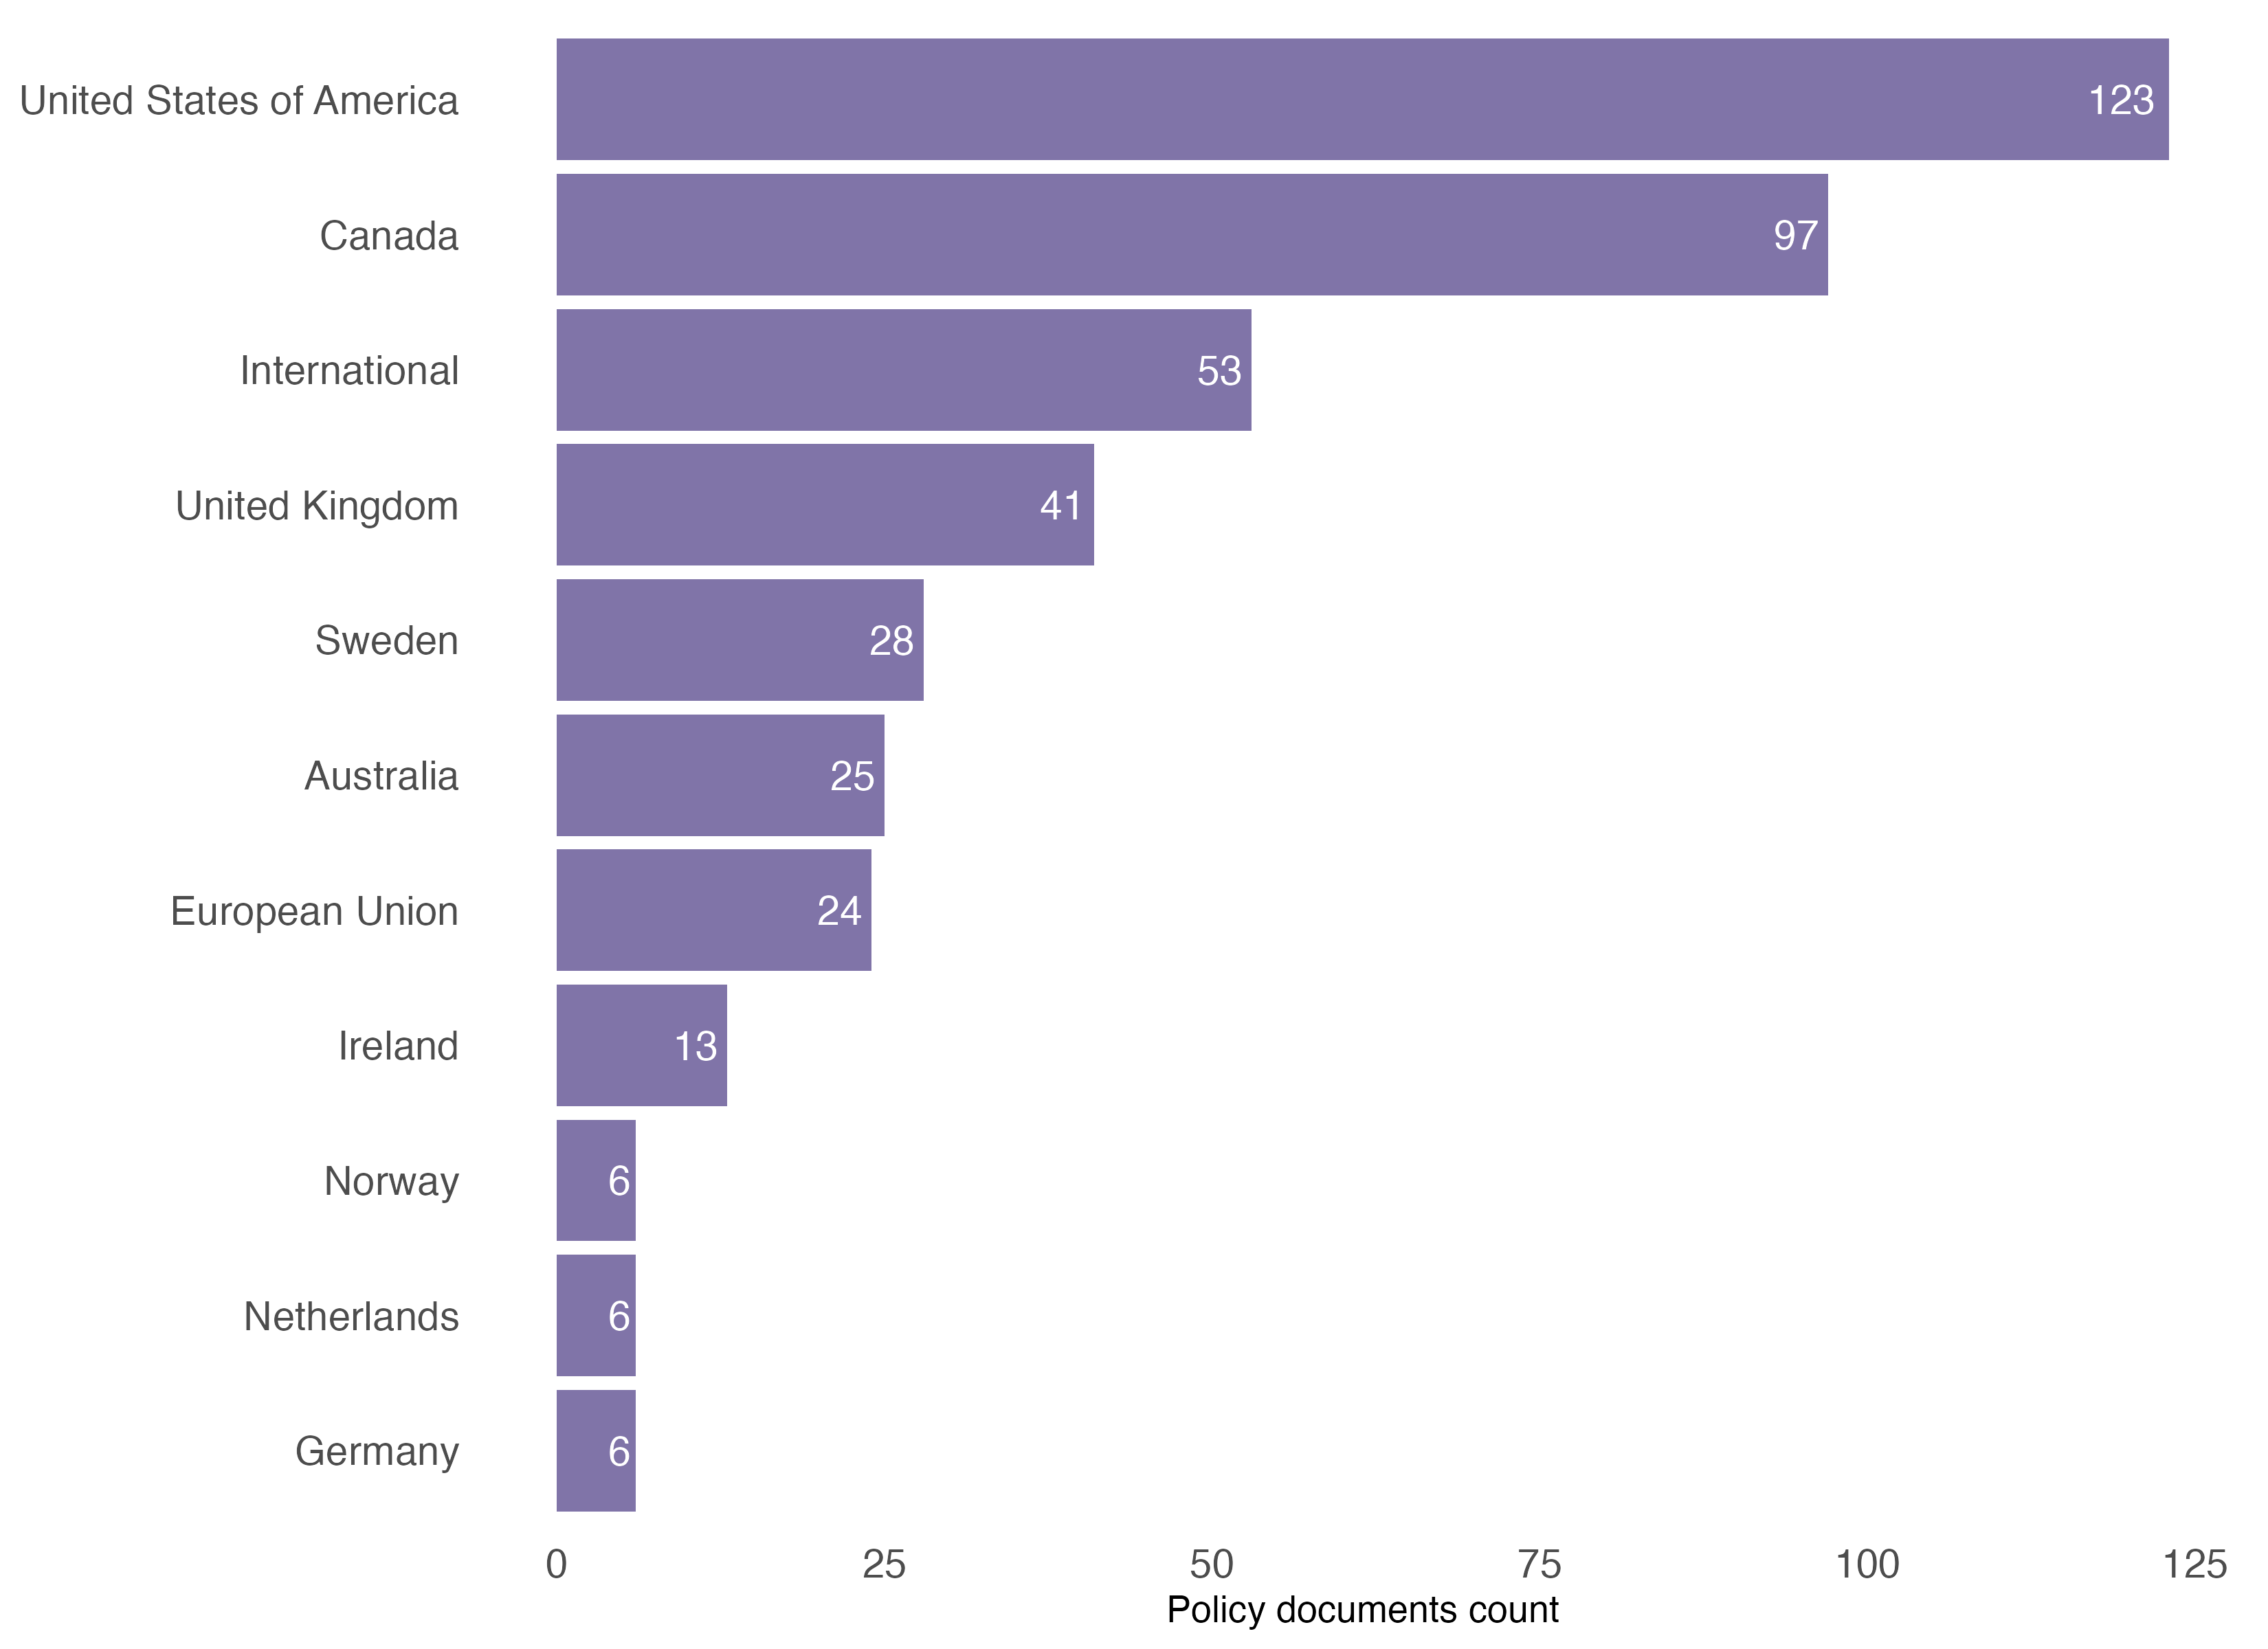 United States of America 123
Canada 97
International 53
United Kingdom 41
Sweden 28
Australia 25
European Union 24
Ireland 13
Norway 6
Netherlands 6
Germany 6
0 25 50 75 100 125
Policy documents count